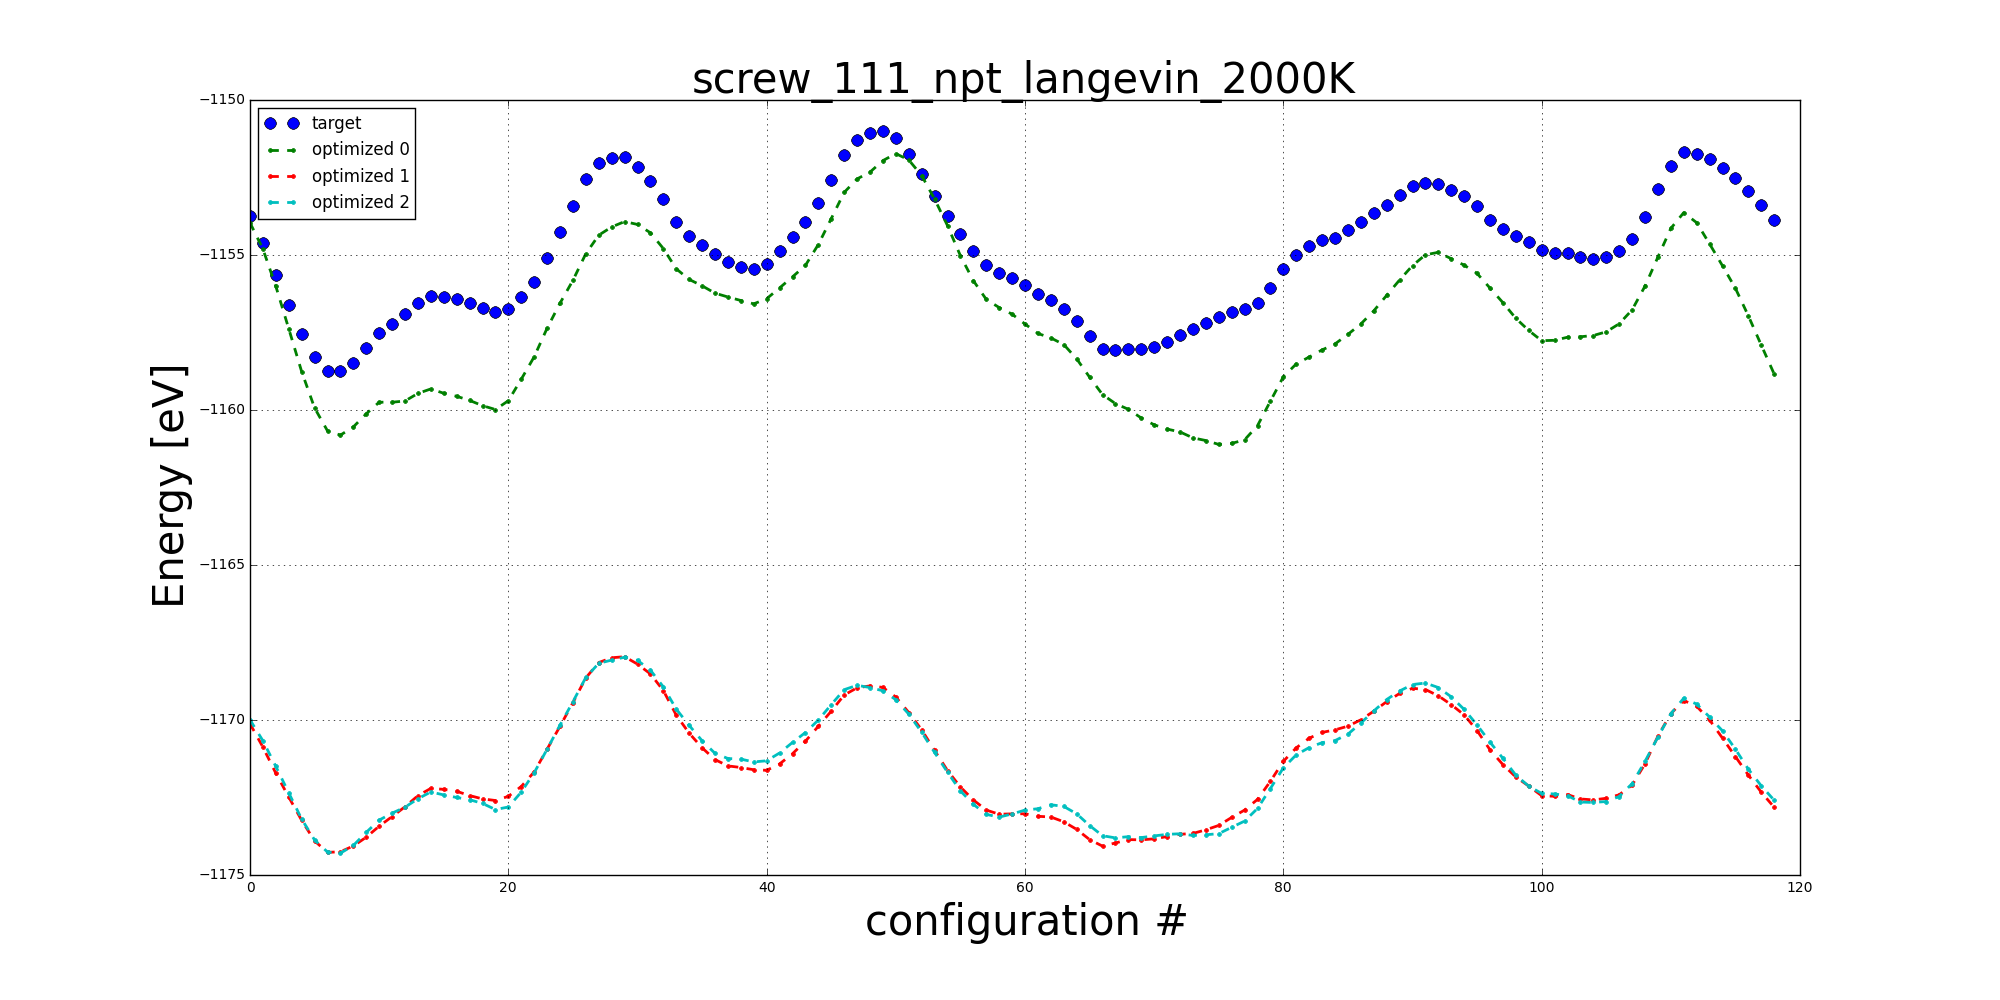 screw_111_npt_langevin_2000K
target
optimized 0
optimized 1
optimized 2
Energy [eV]
−1150
−1155
−1160
−1165
−1170
−1175
0 20 40 60 80 100 120
configuration #